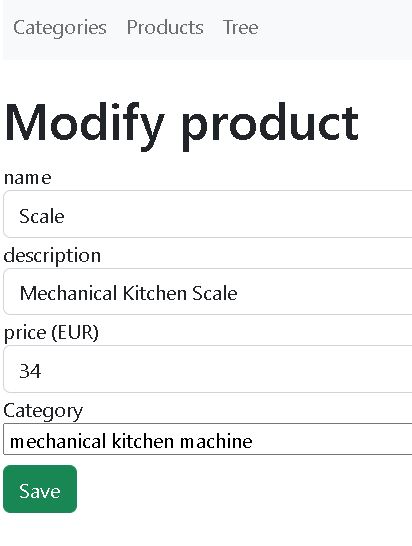 Categories Products Tree
Modify product
name
Scale
description
Mechanical Kitchen Scale
price (EUR)
34
Category
mechanical kitchen machine
Save